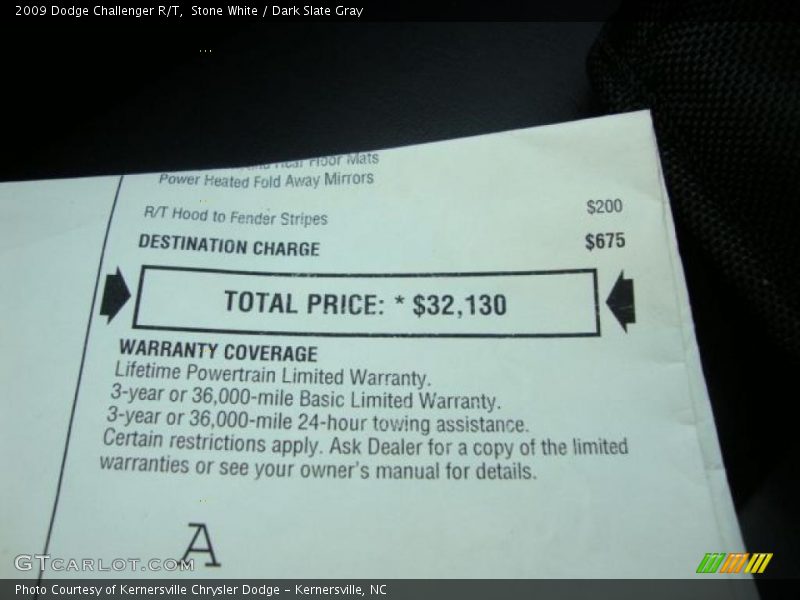 2009 Dodge Challenger R/T,  Stone White / Dark Slate Gray
Floor Mats
Power Heated Fold Away Mirrors
R/T Hood to Fender Stripes $200
DESTINATION CHARGE $675
TOTAL PRICE: * $32,130
WARRANTY COVERAGE
Lifetime Powertrain Limited Warranty.
3-year or 36,000-mile Basic Limited Warranty.
3-year or 36,000-mile 24-hour towing assistance.
Certain restrictions apply. Ask Dealer for a copy of the limited
warranties or see your owner's manual for details.
A
GTCARLOT.COM
Photo Courtesy of Kernersville Chrysler Dodge - Kernersville, NC